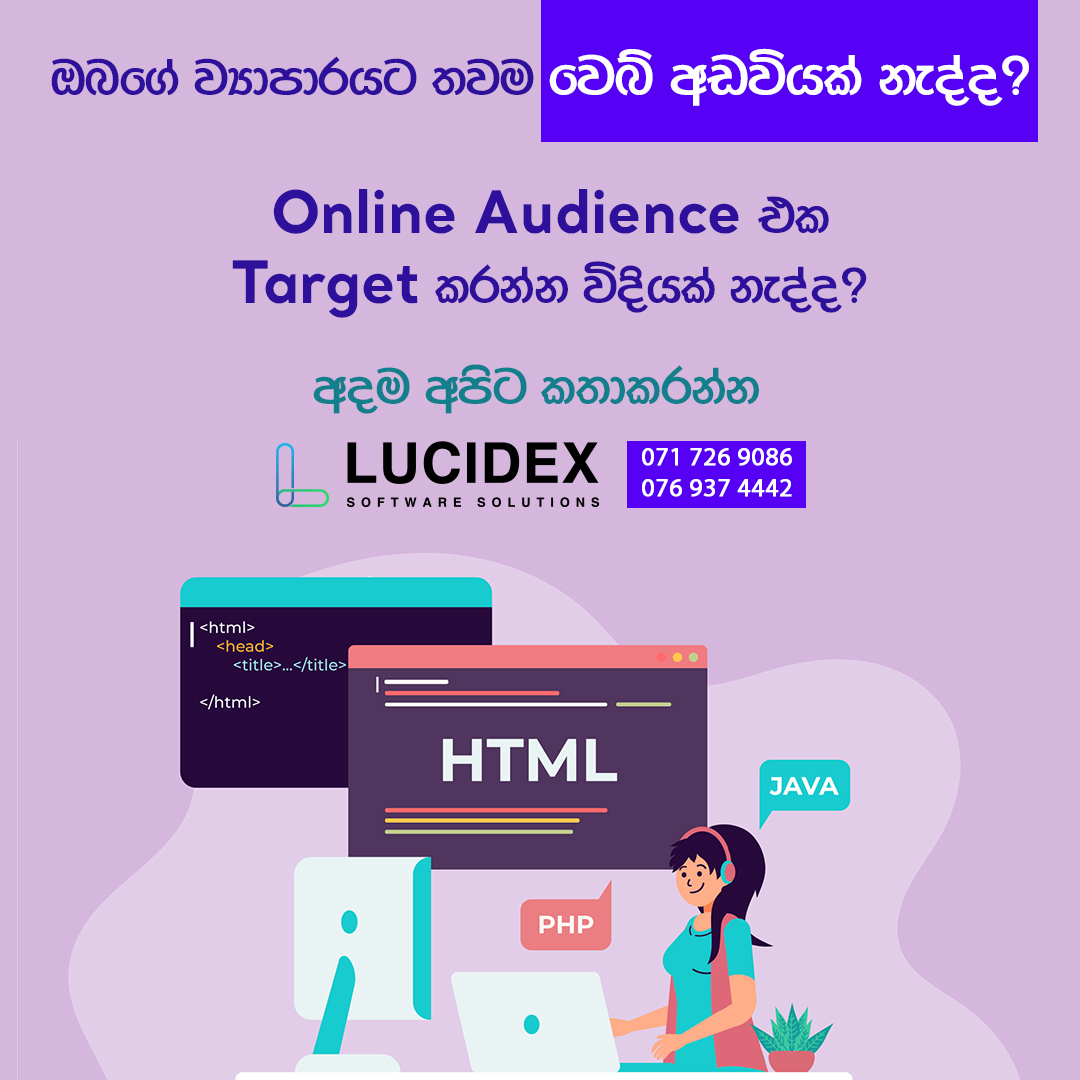 ඔබගේ ව්‍යාපාරයට තවම වෙබ් අඩවියක් නැද්ද?
Online Audience එක
Target කරන්න විදියක් නැද්ද?
අදම අපිට කතාකරන්න
LUCIDEX
SOFTWARE SOLUTIONS
071 726 9086
076 937 4442
<html>
<head>
<title>...</title>
</html>
HTML
JAVA
PHP